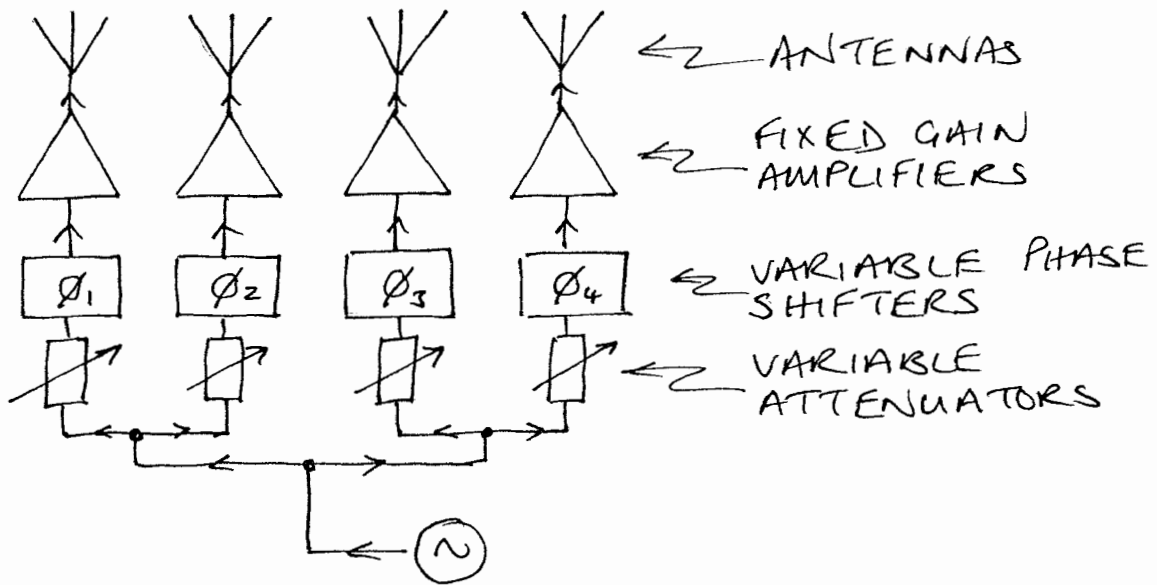 ANTENNAS
FIXED GAIN
AMPLIFIERS
Ø1 Ø2 Ø3 Ø4
VARIABLE PHASE
SHIFTERS
VARIABLE
ATTENUATORS
~